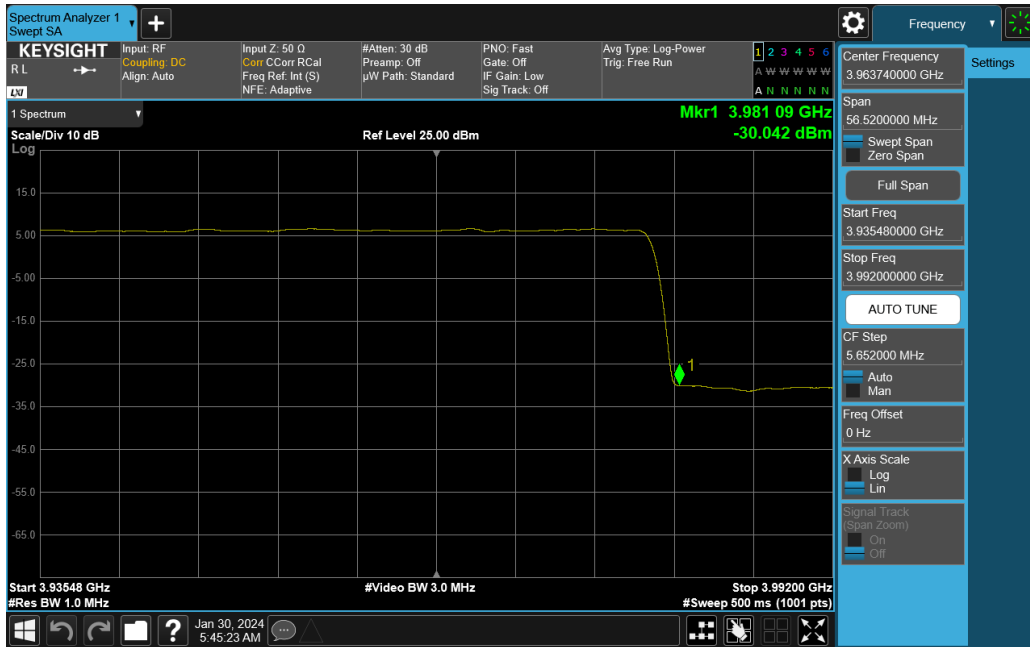 Spectrum Analyzer 1
Swept SA
Frequency
KEYSIGHT
R L
LXI
Input: RF
Coupling: DC
Align: Auto
Input Z: 50 Ω
Corr CCorr RCal
Freq Ref: Int (S)
NFE: Adaptive
#Atten: 30 dB
Preamp: Off
µW Path: Standard
PNO: Fast
Gate: Off
IF Gain: Low
Sig Track: Off
Avg Type: Log-Power
Trig: Free Run
1 2 3 4 5 6
A W W W W W
A N N N N N
1 Spectrum
Scale/Div 10 dB
Log
Ref Level 25.00 dBm
Mkr1 3.981 09 GHz
-30.042 dBm
15.0
5.00
-5.00
-15.0
-25.0
-35.0
-45.0
-55.0
-65.0
1
Start 3.93548 GHz
#Res BW 1.0 MHz
#Video BW 3.0 MHz
Stop 3.99200 GHz
#Sweep 500 ms (1001 pts)
Center Frequency
3.963740000 GHz
Settings
Span
56.5200000 MHz
Swept Span
Zero Span
Full Span
Start Freq
3.935480000 GHz
Stop Freq
3.992000000 GHz
AUTO TUNE
CF Step
5.652000 MHz
Auto
Man
Freq Offset
0 Hz
X Axis Scale
Log
Lin
Signal Track
(Span Zoom)
On
Off
Jan 30, 2024
5:45:23 AM